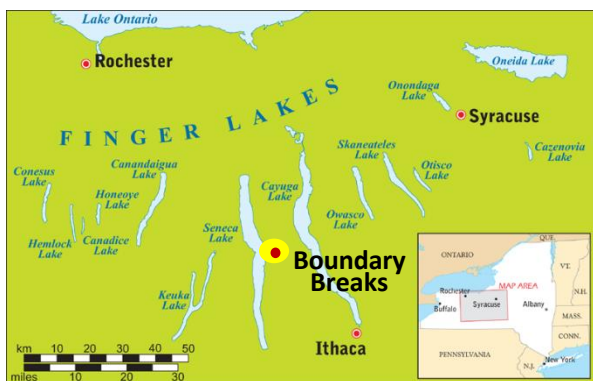 Lake Ontario
Rochester
Oneida Lake
Onondaga
Lake
Syracuse
FINGER LAKES
Cazenovia
Lake
Skaneateles
Lake
Otisco
Lake
Conesus
Lake
Canandaigua
Lake
Honeoye
Lake
Cayuga
Lake
Owasco
Lake
Hemlock
Lake
Canadice
Lake
Seneca
Lake
Boundary
Breaks
Keuka
Lake
Ithaca
km 10 20 30 40 50
miles 10 20 30
QUE.
ONTARIO
VT.
MAP AREA
Rochester
N.H.
Syracuse
Buffalo
Albany
MASS.
CONN.
PENNSYLVANIA
New York
N.J.